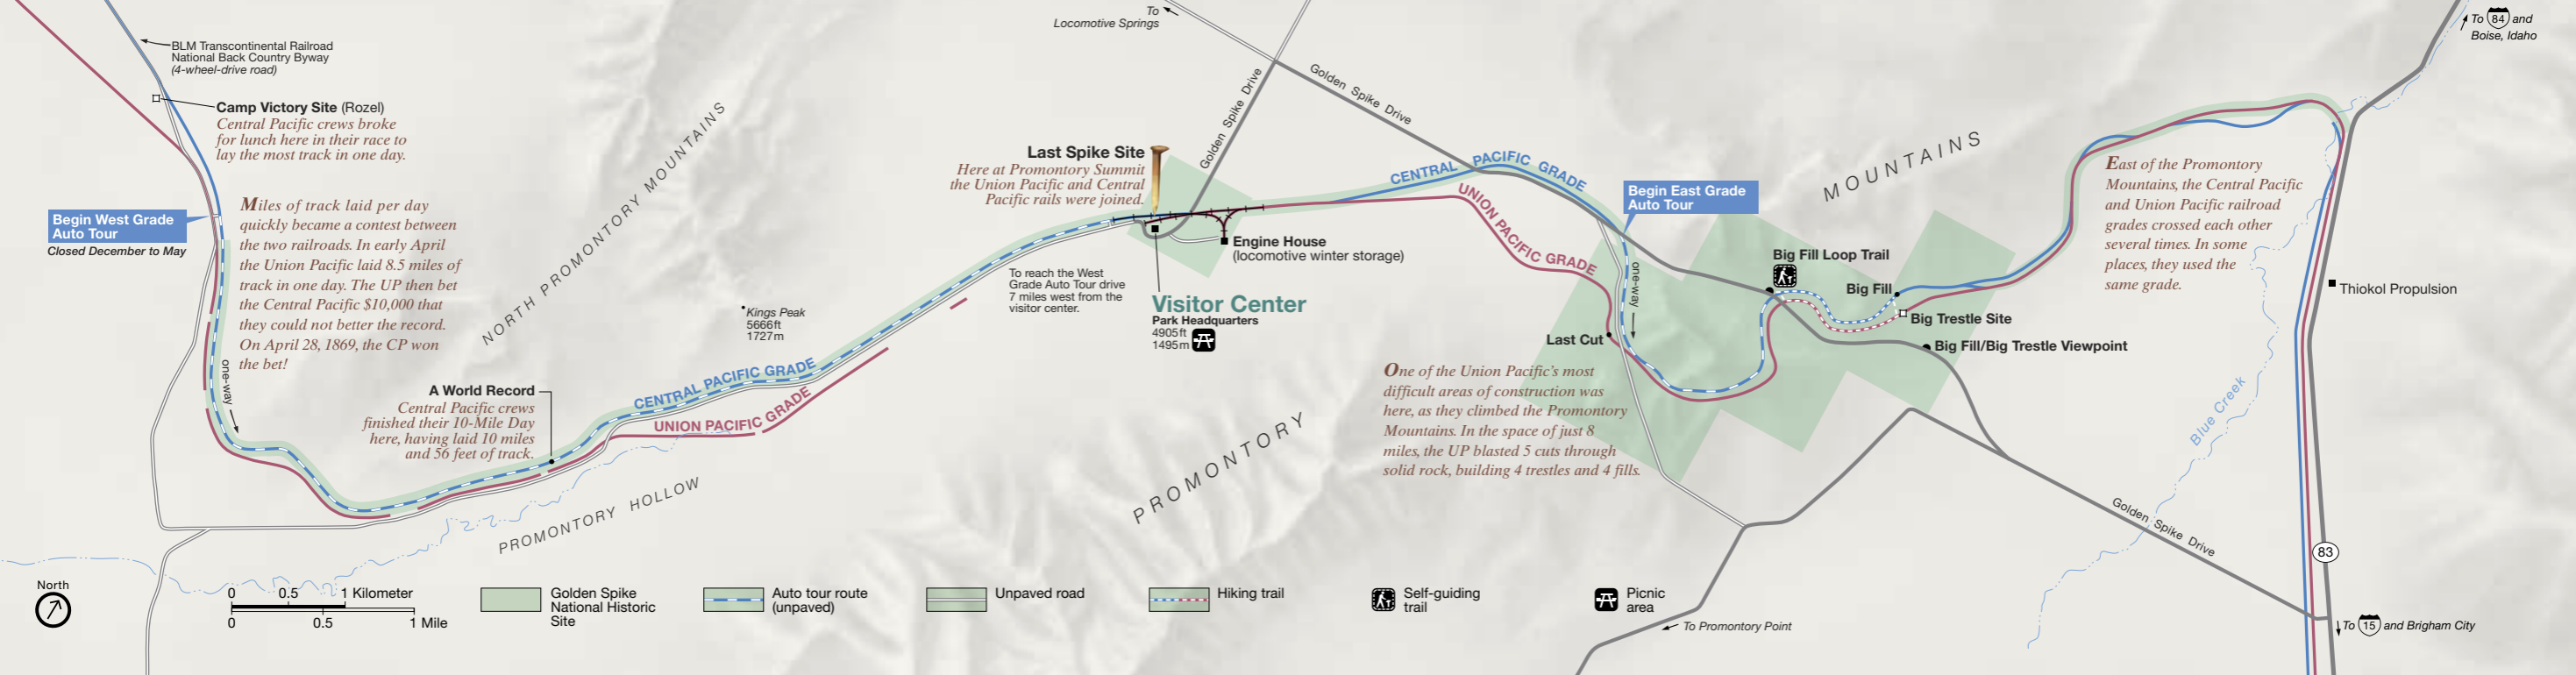 To
Locomotive Springs
To 84 and
Boise, Idaho
BLM Transcontinental Railroad
National Back Country Byway
(4-wheel-drive road)
Camp Victory Site (Rozel)
Central Pacific crews broke
for lunch here in their race to
lay the most track in one day.
Begin West Grade
Auto Tour
Closed December to May
Miles of track laid per day
quickly became a contest between
the two railroads. In early April
the Union Pacific laid 8.5 miles of
track in one day. The UP then bet
the Central Pacific $10,000 that
they could not better the record.
On April 28, 1869, the CP won
the bet!
one-way
NORTH PROMONTORY MOUNTAINS
Kings Peak
5666ft
1727m
A World Record
Central Pacific crews
finished their 10-Mile Day
here, having laid 10 miles
and 56 feet of track.
CENTRAL PACIFIC GRADE
UNION PACIFIC GRADE
PROMONTORY HOLLOW
Last Spike Site
Here at Promontory Summit
the Union Pacific and Central
Pacific rails were joined.
Golden Spike Drive
Golden Spike Drive
Engine House
(locomotive winter storage)
To reach the West
Grade Auto Tour drive
7 miles west from the
visitor center.
Visitor Center
Park Headquarters
4905ft
1495m
CENTRAL PACIFIC GRADE
UNION PACIFIC GRADE
Begin East Grade
Auto Tour
one-way
Last Cut
One of the Union Pacific's most
difficult areas of construction was
here, as they climbed the Promontory
Mountains. In the space of just 8
miles, the UP blasted 5 cuts through
solid rock, building 4 trestles and 4 fills.
PROMONTORY
MOUNTAINS
Big Fill Loop Trail
Big Fill
Big Trestle Site
Big Fill/Big Trestle Viewpoint
East of the Promontory
Mountains, the Central Pacific
and Union Pacific railroad
grades crossed each other
several times. In some
places, they used the
same grade.
Thiokol Propulsion
Blue Creek
Golden Spike Drive
83
To 15 and Brigham City
To Promontory Point
North
0 0.5 1 Kilometer
0 0.5 1 Mile
Golden Spike
National Historic
Site
Auto tour route
(unpaved)
Unpaved road
Hiking trail
Self-guiding
trail
Picnic
area